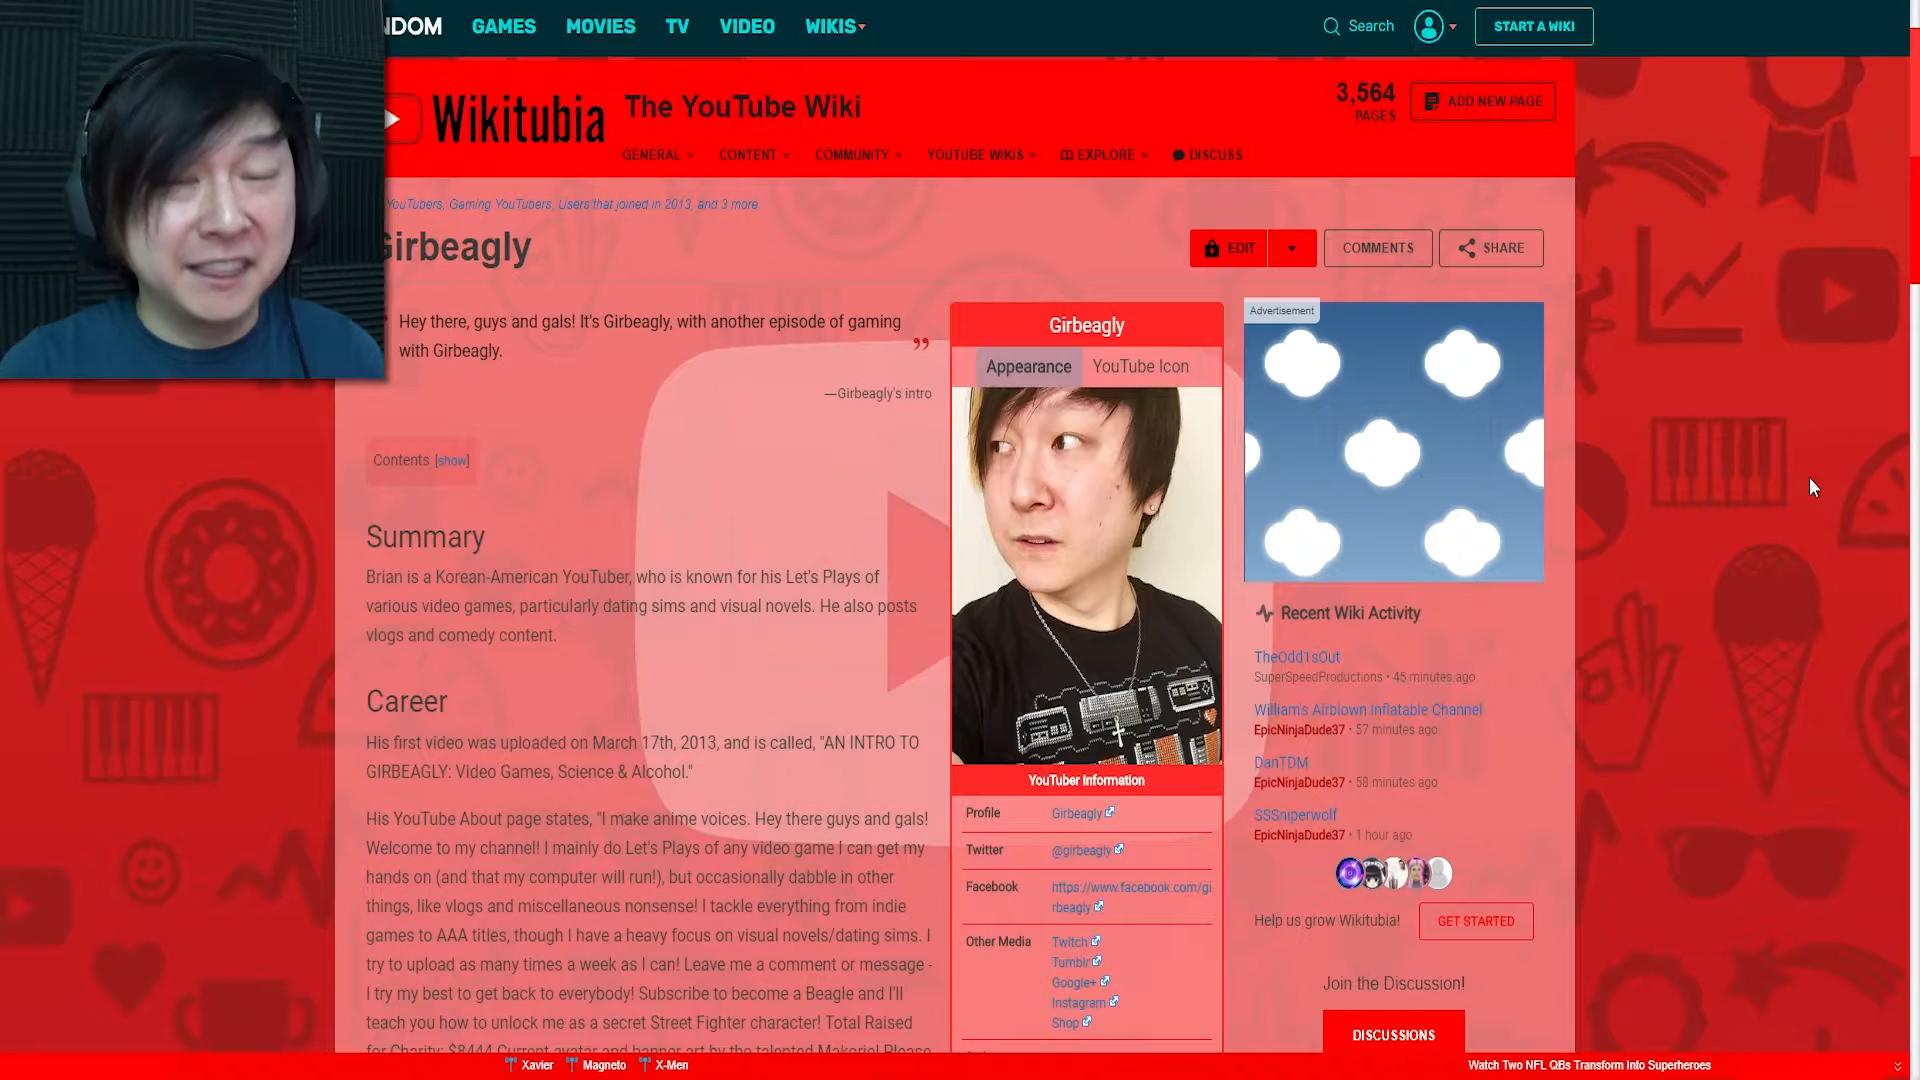 NDOM GAMES MOVIES TV VIDEO WIKIS Search START A WIKI
Wikitubia The YouTube Wiki 3,564 PAGES ADD NEW PAGE
GENERAL CONTENT COMMUNITY YOUTUBE WIKIS EXPLORE DISCUSS
YouTubers, Gaming YouTubers, Users that joined in 2013, and 3 more
Girbeagly
EDIT COMMENTS SHARE
Hey there, guys and gals! It's Girbeagly, with another episode of gaming
with Girbeagly.
”
—Girbeagly's intro
Contents [show]
Summary
Brian is a Korean-American YouTuber, who is known for his Let's Plays of
various video games, particularly dating sims and visual novels. He also posts
vlogs and comedy content.
Career
His first video was uploaded on March 17th, 2013, and is called, "AN INTRO TO
GIRBEAGLY: Video Games, Science & Alcohol."
His YouTube About page states, "I make anime voices. Hey there guys and gals!
Welcome to my channel! I mainly do Let's Plays of any video game I can get my
hands on (and that my computer will run!), but occasionally dabble in other
things, like vlogs and miscellaneous nonsense! I tackle everything from indie
games to AAA titles, though I have a heavy focus on visual novels/dating sims. I
try to upload as many times a week as I can! Leave me a comment or message -
I try my best to get back to everybody! Subscribe to become a Beagle and I'll
teach you how to unlock me as a secret Street Fighter character! Total Raised
for Charity: $8444 Current avatar and banner art by the talented Makorie! Please
Girbeagly
Appearance YouTube Icon
YouTuber Information
Profile Girbeagly
Twitter @girbeagly
Facebook https://www.facebook.com/gi
rbeagly
Other Media Twitch
Tumblr
Google+
Instagram
Shop
Advertisement
Recent Wiki Activity
TheOdd1sOut
SuperSpeedProductions • 45 minutes ago
William's Airblown Inflatable Channel
EpicNinjaDude37 • 57 minutes ago
DanTDM
EpicNinjaDude37 • 58 minutes ago
SSSniperwolf
EpicNinjaDude37 • 1 hour ago
Help us grow Wikitubia! GET STARTED
Join the Discussion!
DISCUSSIONS
Xavier Magneto X-Men Watch Two NFL QBs Transform Into Superheroes